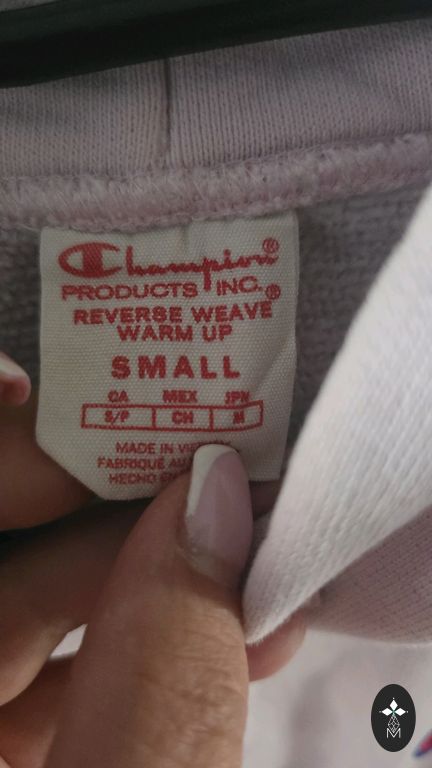 Champion®
PRODUCTS INC.®
REVERSE WEAVE
WARM UP
SMALL
CA MEX JPN
S/P CH M
MADE IN
FABRIQUÉ
HECHO
M